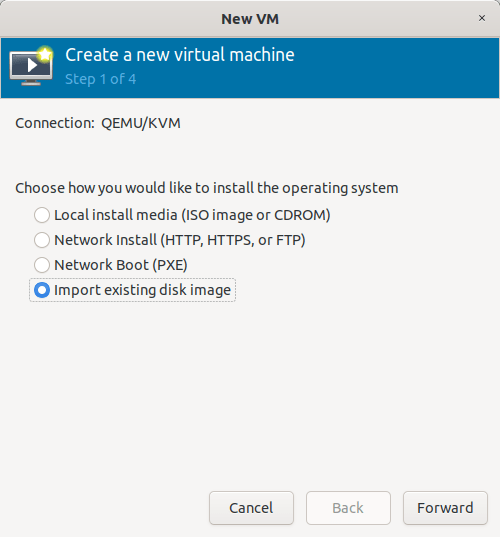 New VM
Create a new virtual machine
Step 1 of 4
Connection: QEMU/KVM
Choose how you would like to install the operating system
Local install media (ISO image or CDROM)
Network Install (HTTP, HTTPS, or FTP)
Network Boot (PXE)
Import existing disk image
Cancel Back Forward